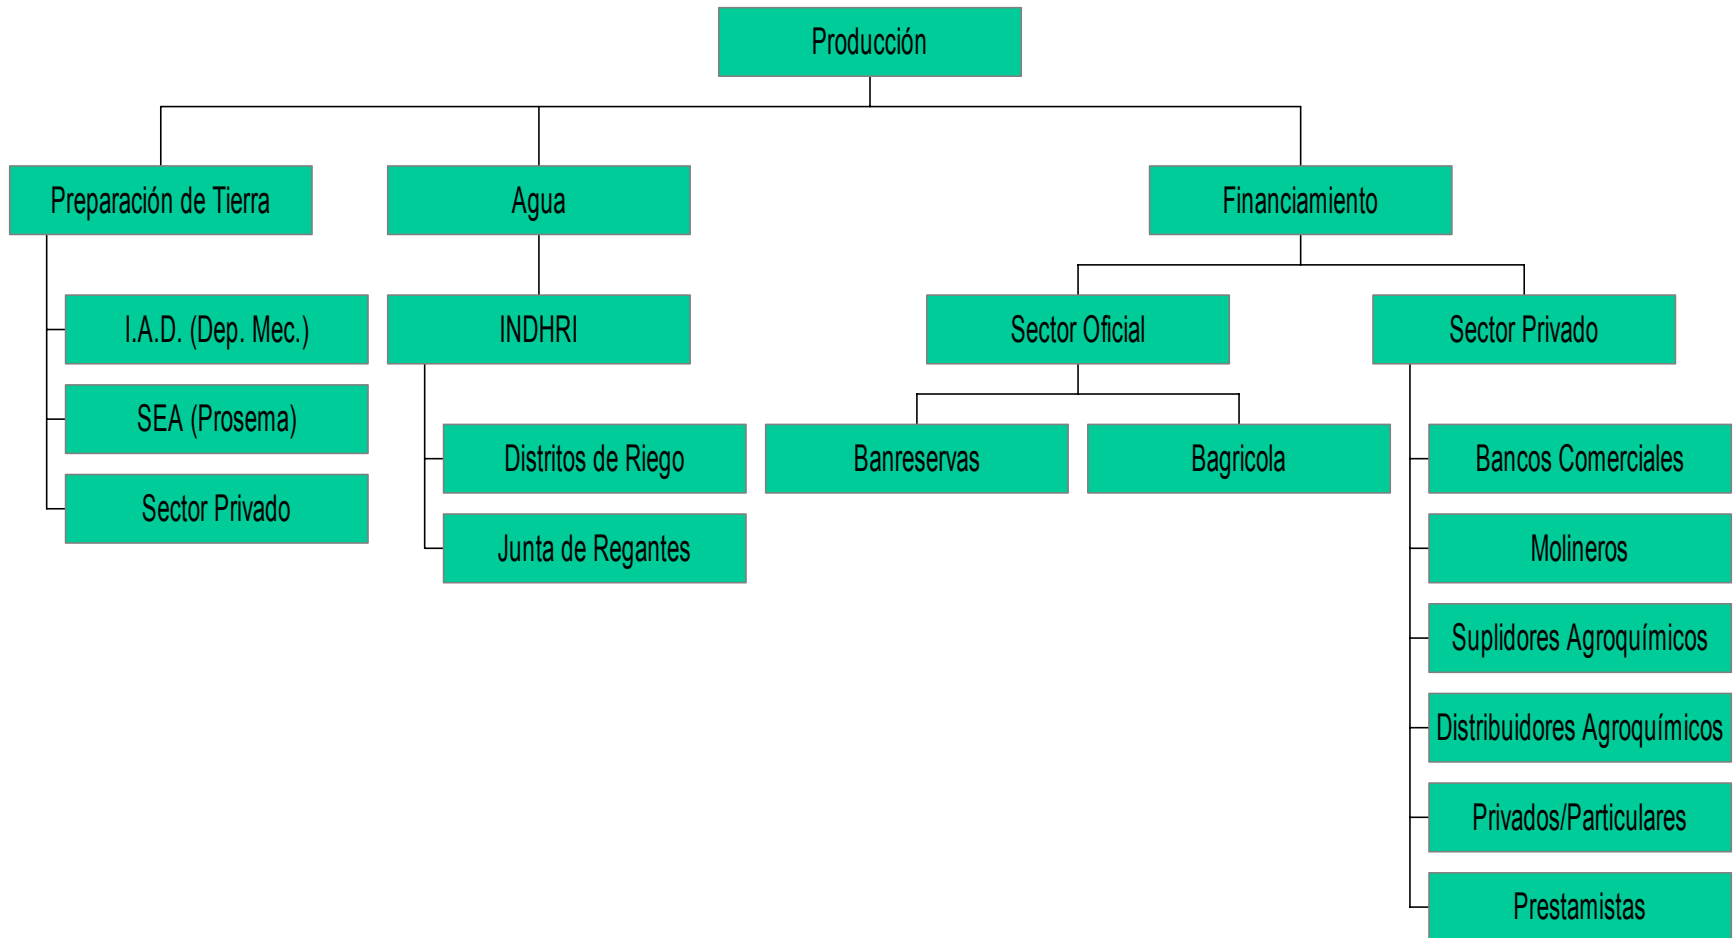 Producción
Preparación de Tierra
Agua
Financiamiento
I.A.D. (Dep. Mec.)
INDHRI
Sector Oficial
Sector Privado
SEA (Prosema)
Distritos de Riego
Banreservas
Bagricola
Bancos Comerciales
Sector Privado
Junta de Regantes
Molineros
Suplidores Agroquímicos
Distribuidores Agroquímicos
Privados/Particulares
Prestamistas